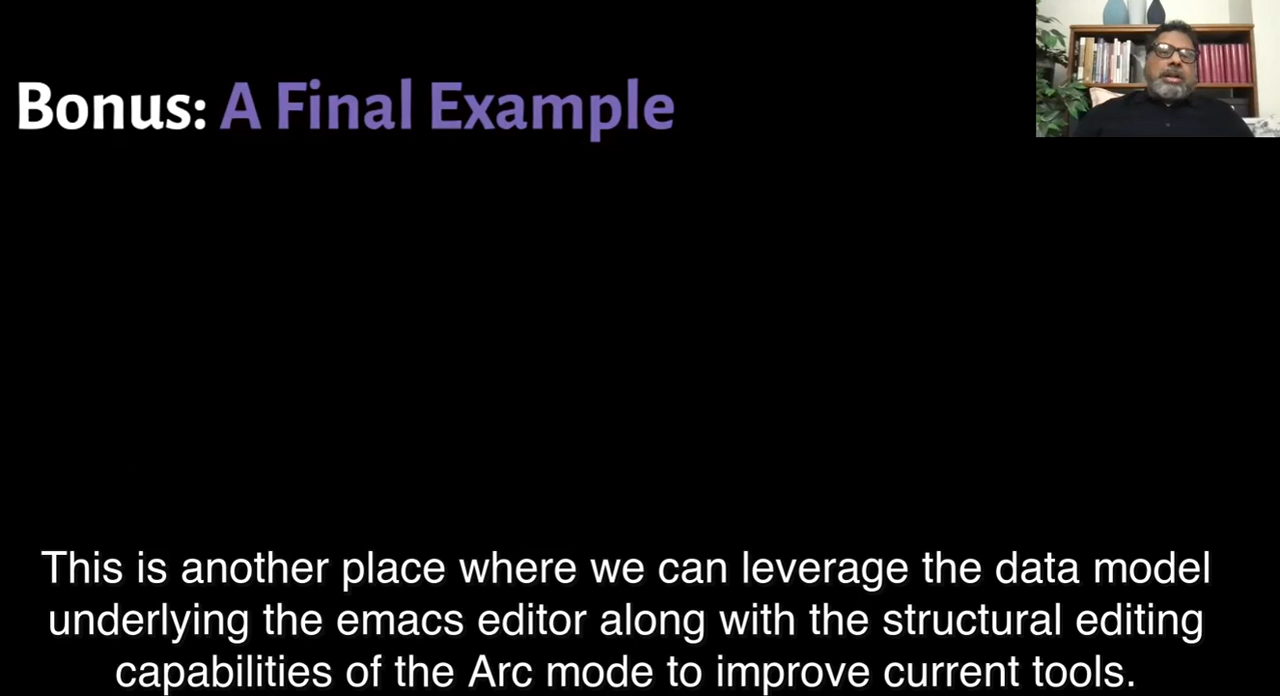 Bonus: A Final Example
This is another place where we can leverage the data model
underlying the emacs editor along with the structural editing
capabilities of the Arc mode to improve current tools.